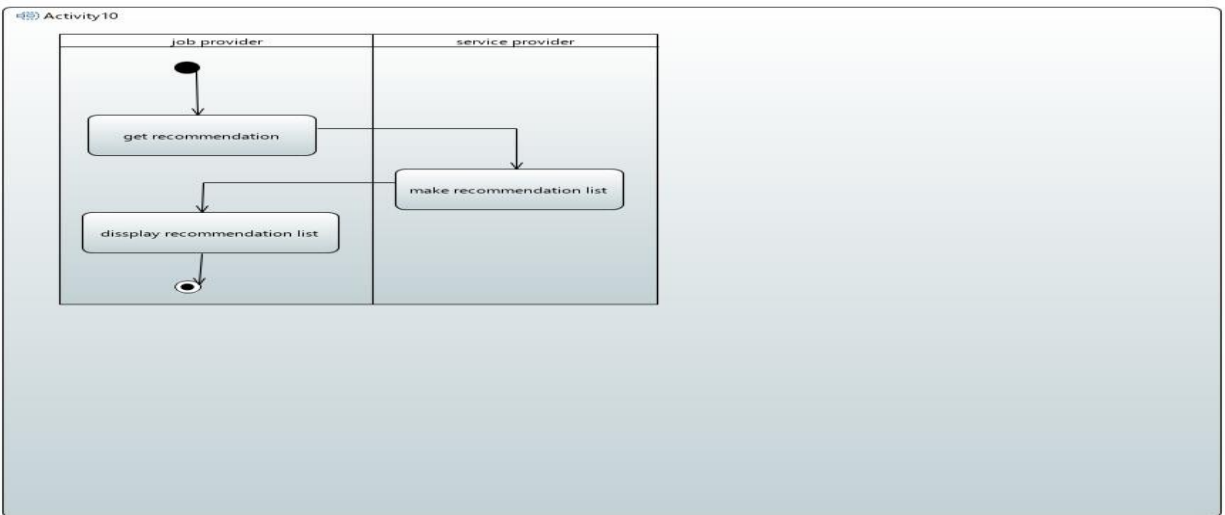 Activity10
job provider
service provider
get recommendation
make recommendation list
dissplay recommendation list